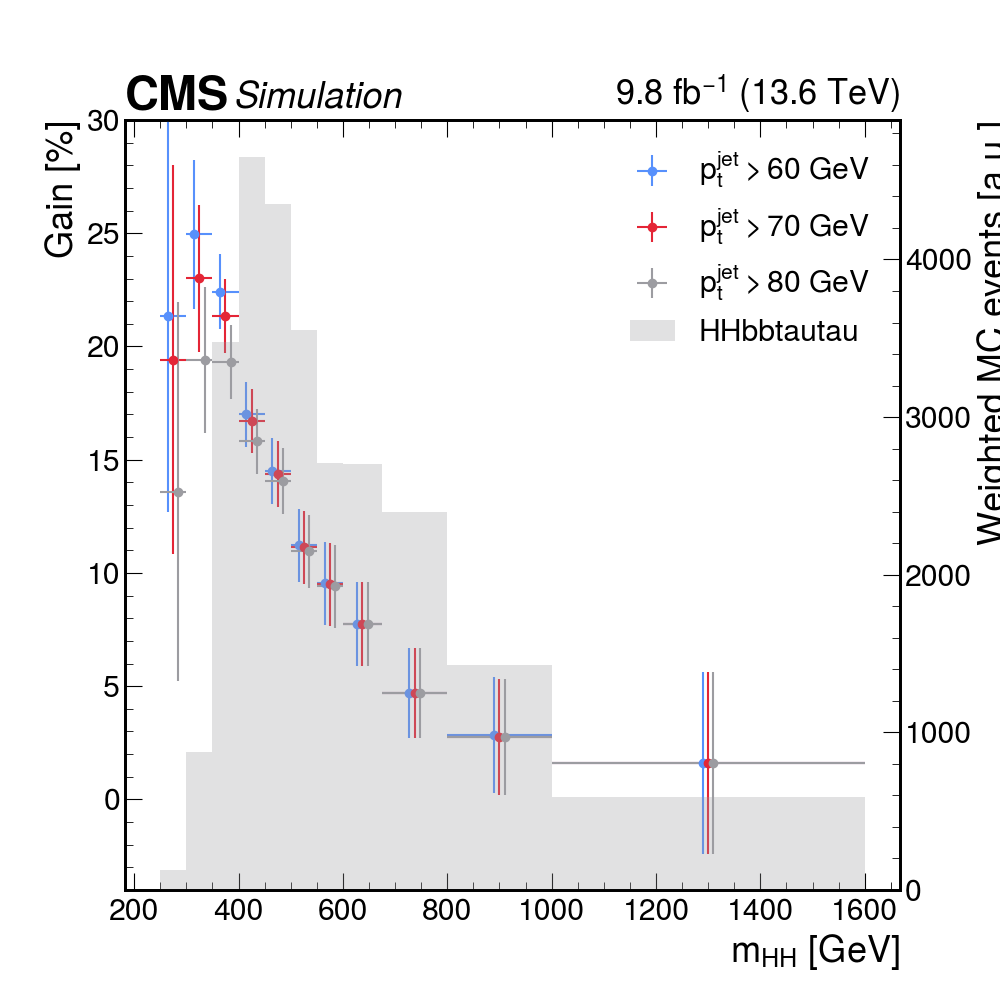 CMS Simulation 9.8 fb⁻¹ (13.6 TeV)
Gain [%]
30
25
20
15
10
5
0
p_t^jet > 60 GeV
p_t^jet > 70 GeV
p_t^jet > 80 GeV
HHbbtautau
Weighted MC events [a.u.]
4000
3000
2000
1000
0
200 400 600 800 1000 1200 1400 1600
m_HH [GeV]